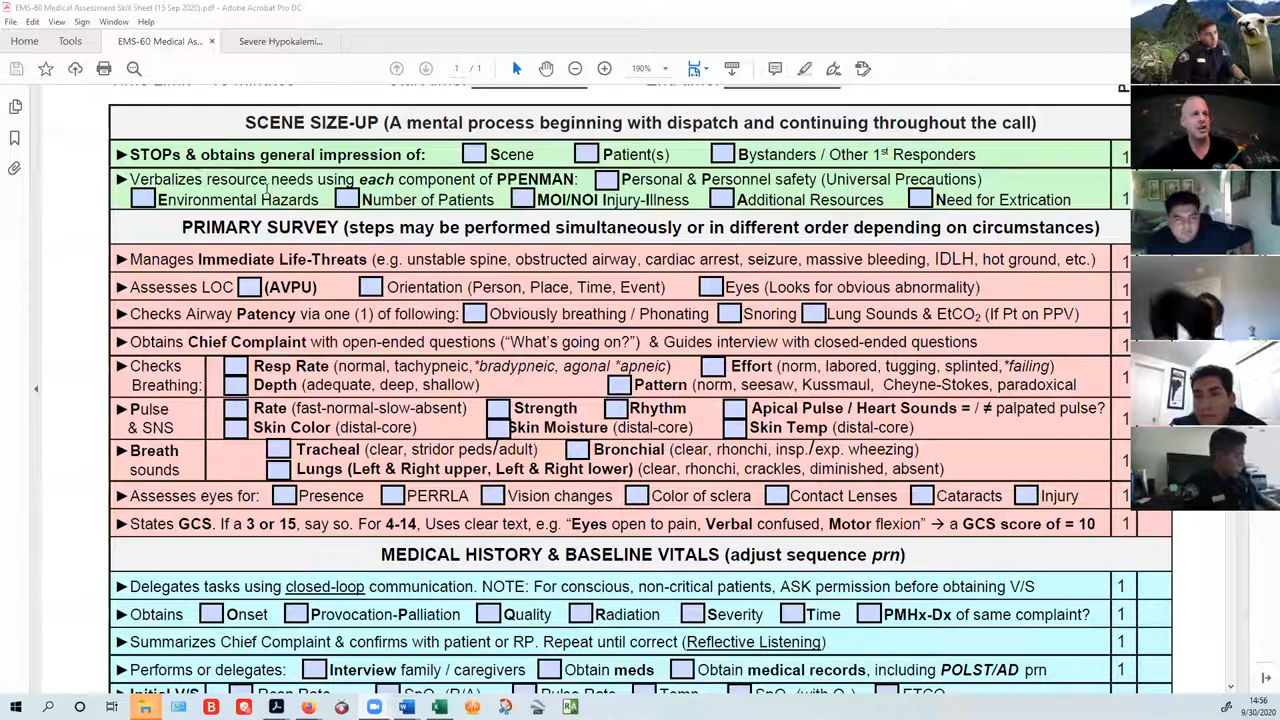 EMS-60 Medical Assessment Skill Sheet (15 Sep 2020).pdf - Adobe Acrobat Pro DC
File Edit View Sign Window Help
Home Tools EMS-60 Medical As... × Severe Hypokalemi...
1 / 1 190%
SCENE SIZE-UP (A mental process beginning with dispatch and continuing throughout the call)
►STOPs & obtains general impression of: Scene Patient(s) Bystanders / Other 1st Responders 1
►Verbalizes resource needs using each component of PPENMAN: Personal & Personnel safety (Universal Precautions)
Environmental Hazards Number of Patients MOI/NOI Injury-Illness Additional Resources Need for Extrication 1
PRIMARY SURVEY (steps may be performed simultaneously or in different order depending on circumstances)
►Manages Immediate Life-Threats (e.g. unstable spine, obstructed airway, cardiac arrest, seizure, massive bleeding, IDLH, hot ground, etc.) 1
►Assesses LOC (AVPU) Orientation (Person, Place, Time, Event) Eyes (Looks for obvious abnormality) 1
►Checks Airway Patency via one (1) of following: Obviously breathing / Phonating Snoring Lung Sounds & EtCO2 (If Pt on PPV) 1
►Obtains Chief Complaint with open-ended questions (“What’s going on?”) & Guides interview with closed-ended questions 1
►Checks Resp Rate (normal, tachypneic,*bradypneic, agonal *apneic) Effort (norm, labored, tugging, splinted,*failing) 1
Breathing: Depth (adequate, deep, shallow) Pattern (norm, seesaw, Kussmaul, Cheyne-Stokes, paradoxical
►Pulse Rate (fast-normal-slow-absent) Strength Rhythm Apical Pulse / Heart Sounds = / ≠ palpated pulse? 1
& SNS Skin Color (distal-core) Skin Moisture (distal-core) Skin Temp (distal-core)
►Breath Tracheal (clear, stridor peds/adult) Bronchial (clear, rhonchi, insp./exp. wheezing) 1
sounds Lungs (Left & Right upper, Left & Right lower) (clear, rhonchi, crackles, diminished, absent)
►Assesses eyes for: Presence PERRLA Vision changes Color of sclera Contact Lenses Cataracts Injury 1
►States GCS. If a 3 or 15, say so. For 4-14, Uses clear text, e.g. “Eyes open to pain, Verbal confused, Motor flexion” → a GCS score of = 10 1
MEDICAL HISTORY & BASELINE VITALS (adjust sequence prn)
►Delegates tasks using closed-loop communication. NOTE: For conscious, non-critical patients, ASK permission before obtaining V/S 1
►Obtains Onset Provocation-Palliation Quality Radiation Severity Time PMHx-Dx of same complaint? 1
►Summarizes Chief Complaint & confirms with patient or RP. Repeat until correct (Reflective Listening) 1
►Performs or delegates: Interview family / caregivers Obtain meds Obtain medical records, including POLST/AD prn 1
14:56
9/30/2020